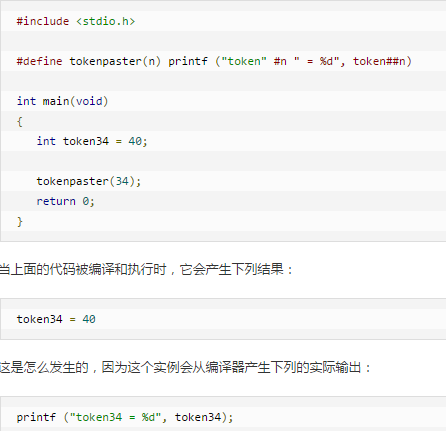 #include <stdio.h>
#define tokenpaster(n) printf ("token" #n " = %d", token##n)
int main(void)
{
   int token34 = 40;
   tokenpaster(34);
   return 0;
}
当上面的代码被编译和执行时，它会产生下列结果：
token34 = 40
这是怎么发生的，因为这个实例会从编译器产生下列的实际输出：
printf ("token34 = %d", token34);